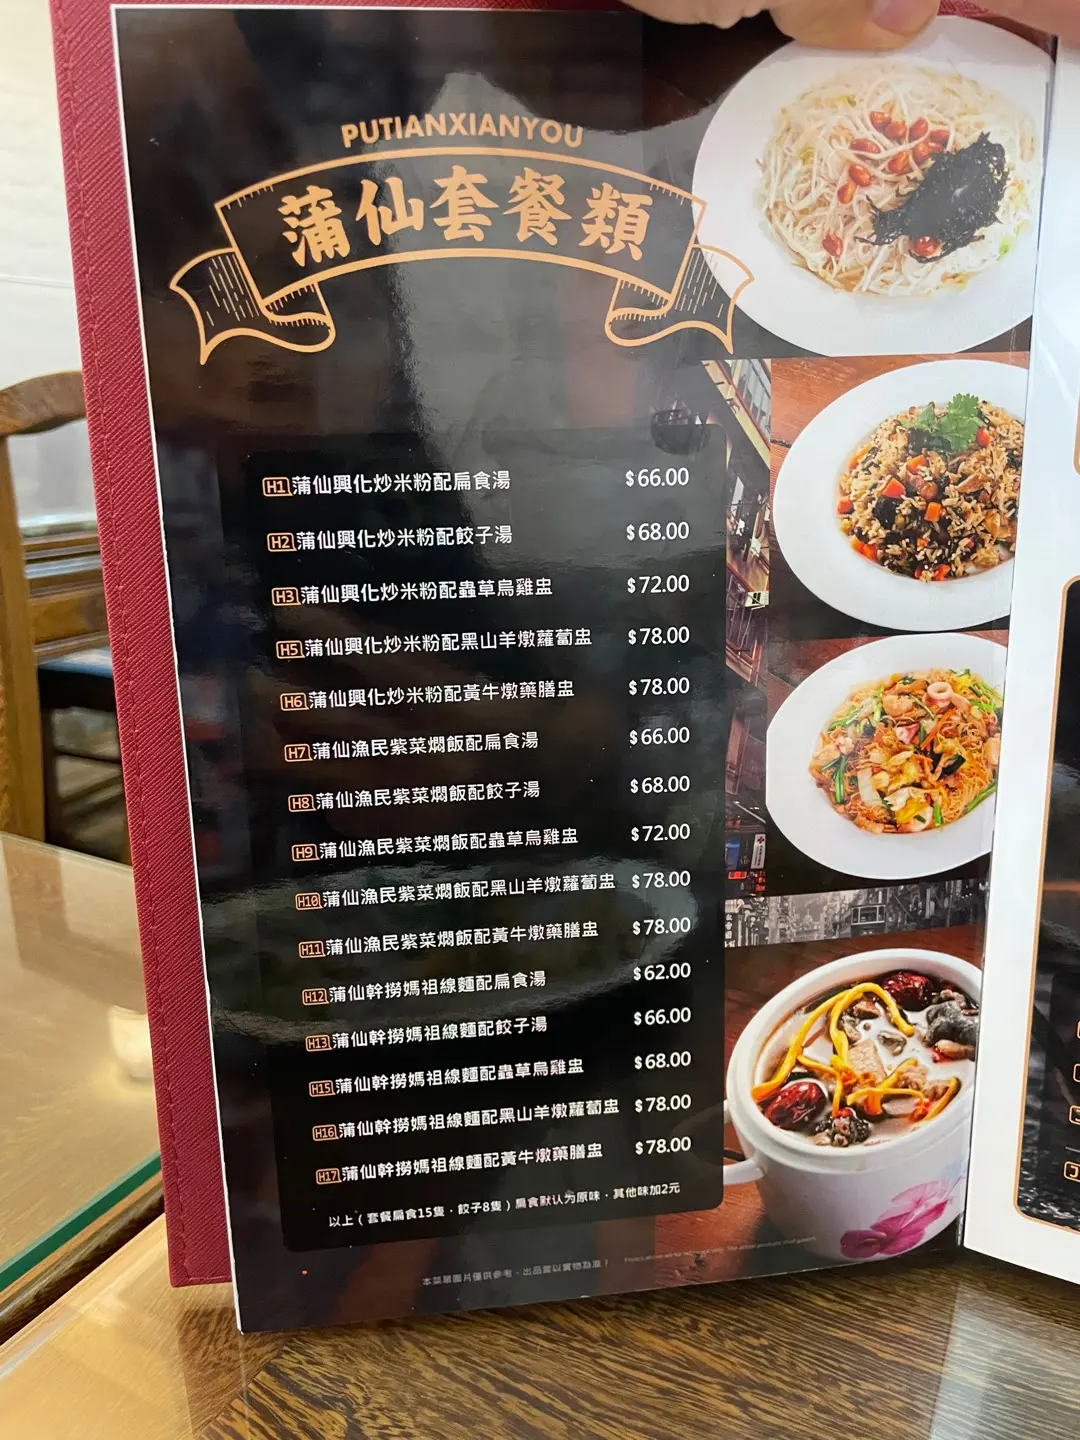 PUTIANXIANYOU
蒲仙套餐類
H1 蒲仙興化炒米粉配扁食湯 $66.00
H2 蒲仙興化炒米粉配餃子湯 $68.00
H3 蒲仙興化炒米粉配蟲草烏雞盅 $72.00
H5 蒲仙興化炒米粉配黑山羊燉蘿蔔盅 $78.00
H6 蒲仙興化炒米粉配黃牛燉藥膳盅 $78.00
H7 蒲仙漁民紫菜燜飯配扁食湯 $66.00
H8 蒲仙漁民紫菜燜飯配餃子湯 $68.00
H9 蒲仙漁民紫菜燜飯配蟲草烏雞盅 $72.00
H10 蒲仙漁民紫菜燜飯配黑山羊燉蘿蔔盅 $78.00
H11 蒲仙漁民紫菜燜飯配黃牛燉藥膳盅 $78.00
H12 蒲仙幹撈媽祖線麵配扁食湯 $62.00
H13 蒲仙幹撈媽祖線麵配餃子湯 $66.00
H15 蒲仙幹撈媽祖線麵配蟲草烏雞盅 $68.00
H16 蒲仙幹撈媽祖線麵配黑山羊燉蘿蔔盅 $78.00
H17 蒲仙幹撈媽祖線麵配黃牛燉藥膳盅 $78.00
以上（套餐扁食15隻·餃子8隻）扁食默认为原味·其他味加2元
本菜單圖片僅供參考，出品需以實物為準！